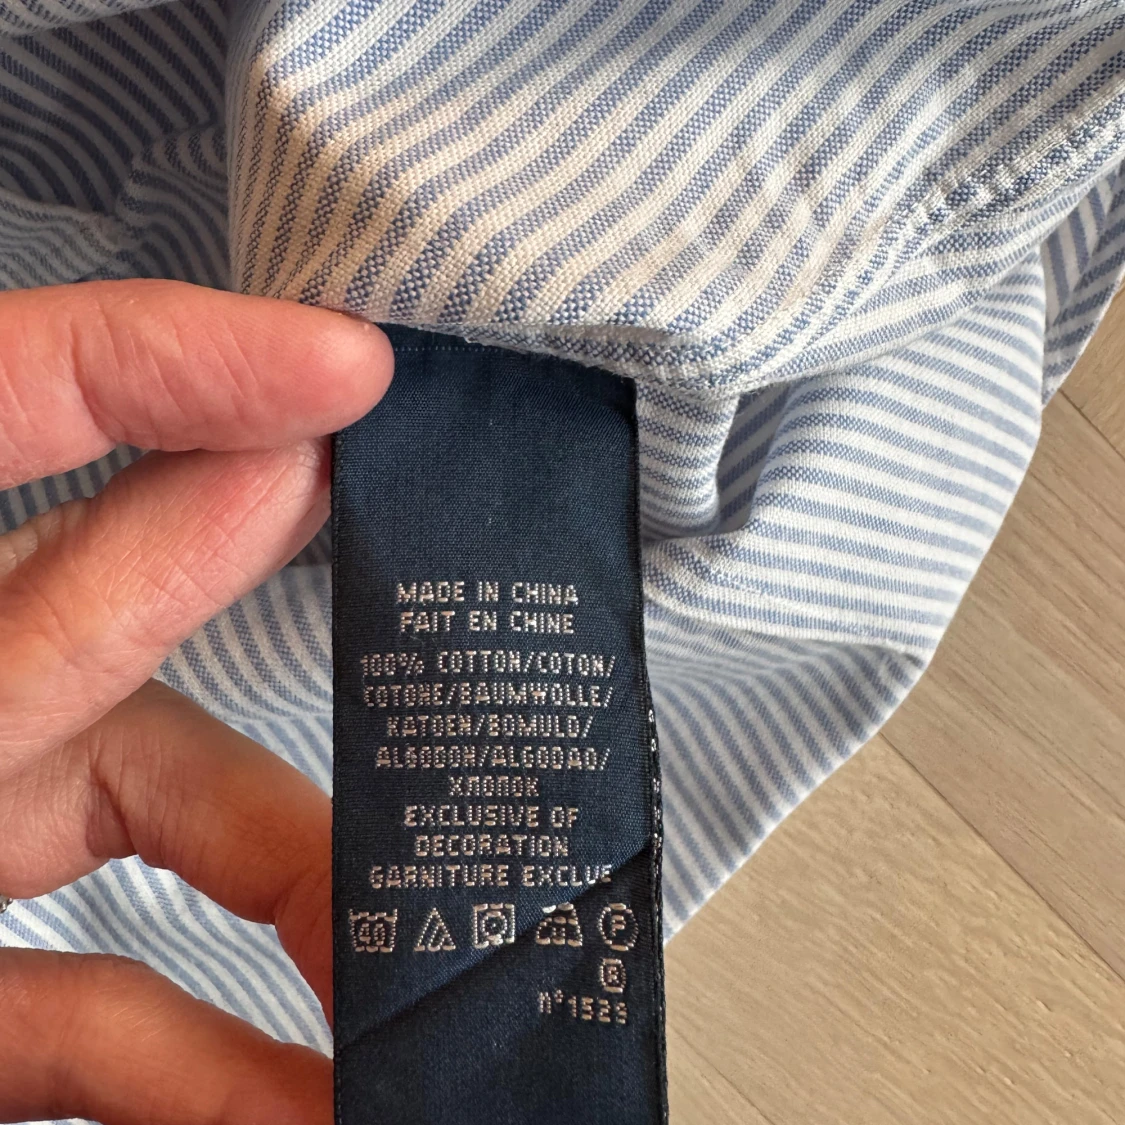 MADE IN CHINA
FAIT EN CHINE
100% COTTON/COTON/
COTONE/BAUMWOLLE/
KATOEN/BOMULD/
ALGODON/ALGODAO/
ХЛОПОК
EXCLUSIVE OF
DECORATION
GARNITURE EXCLUE
40
P
R